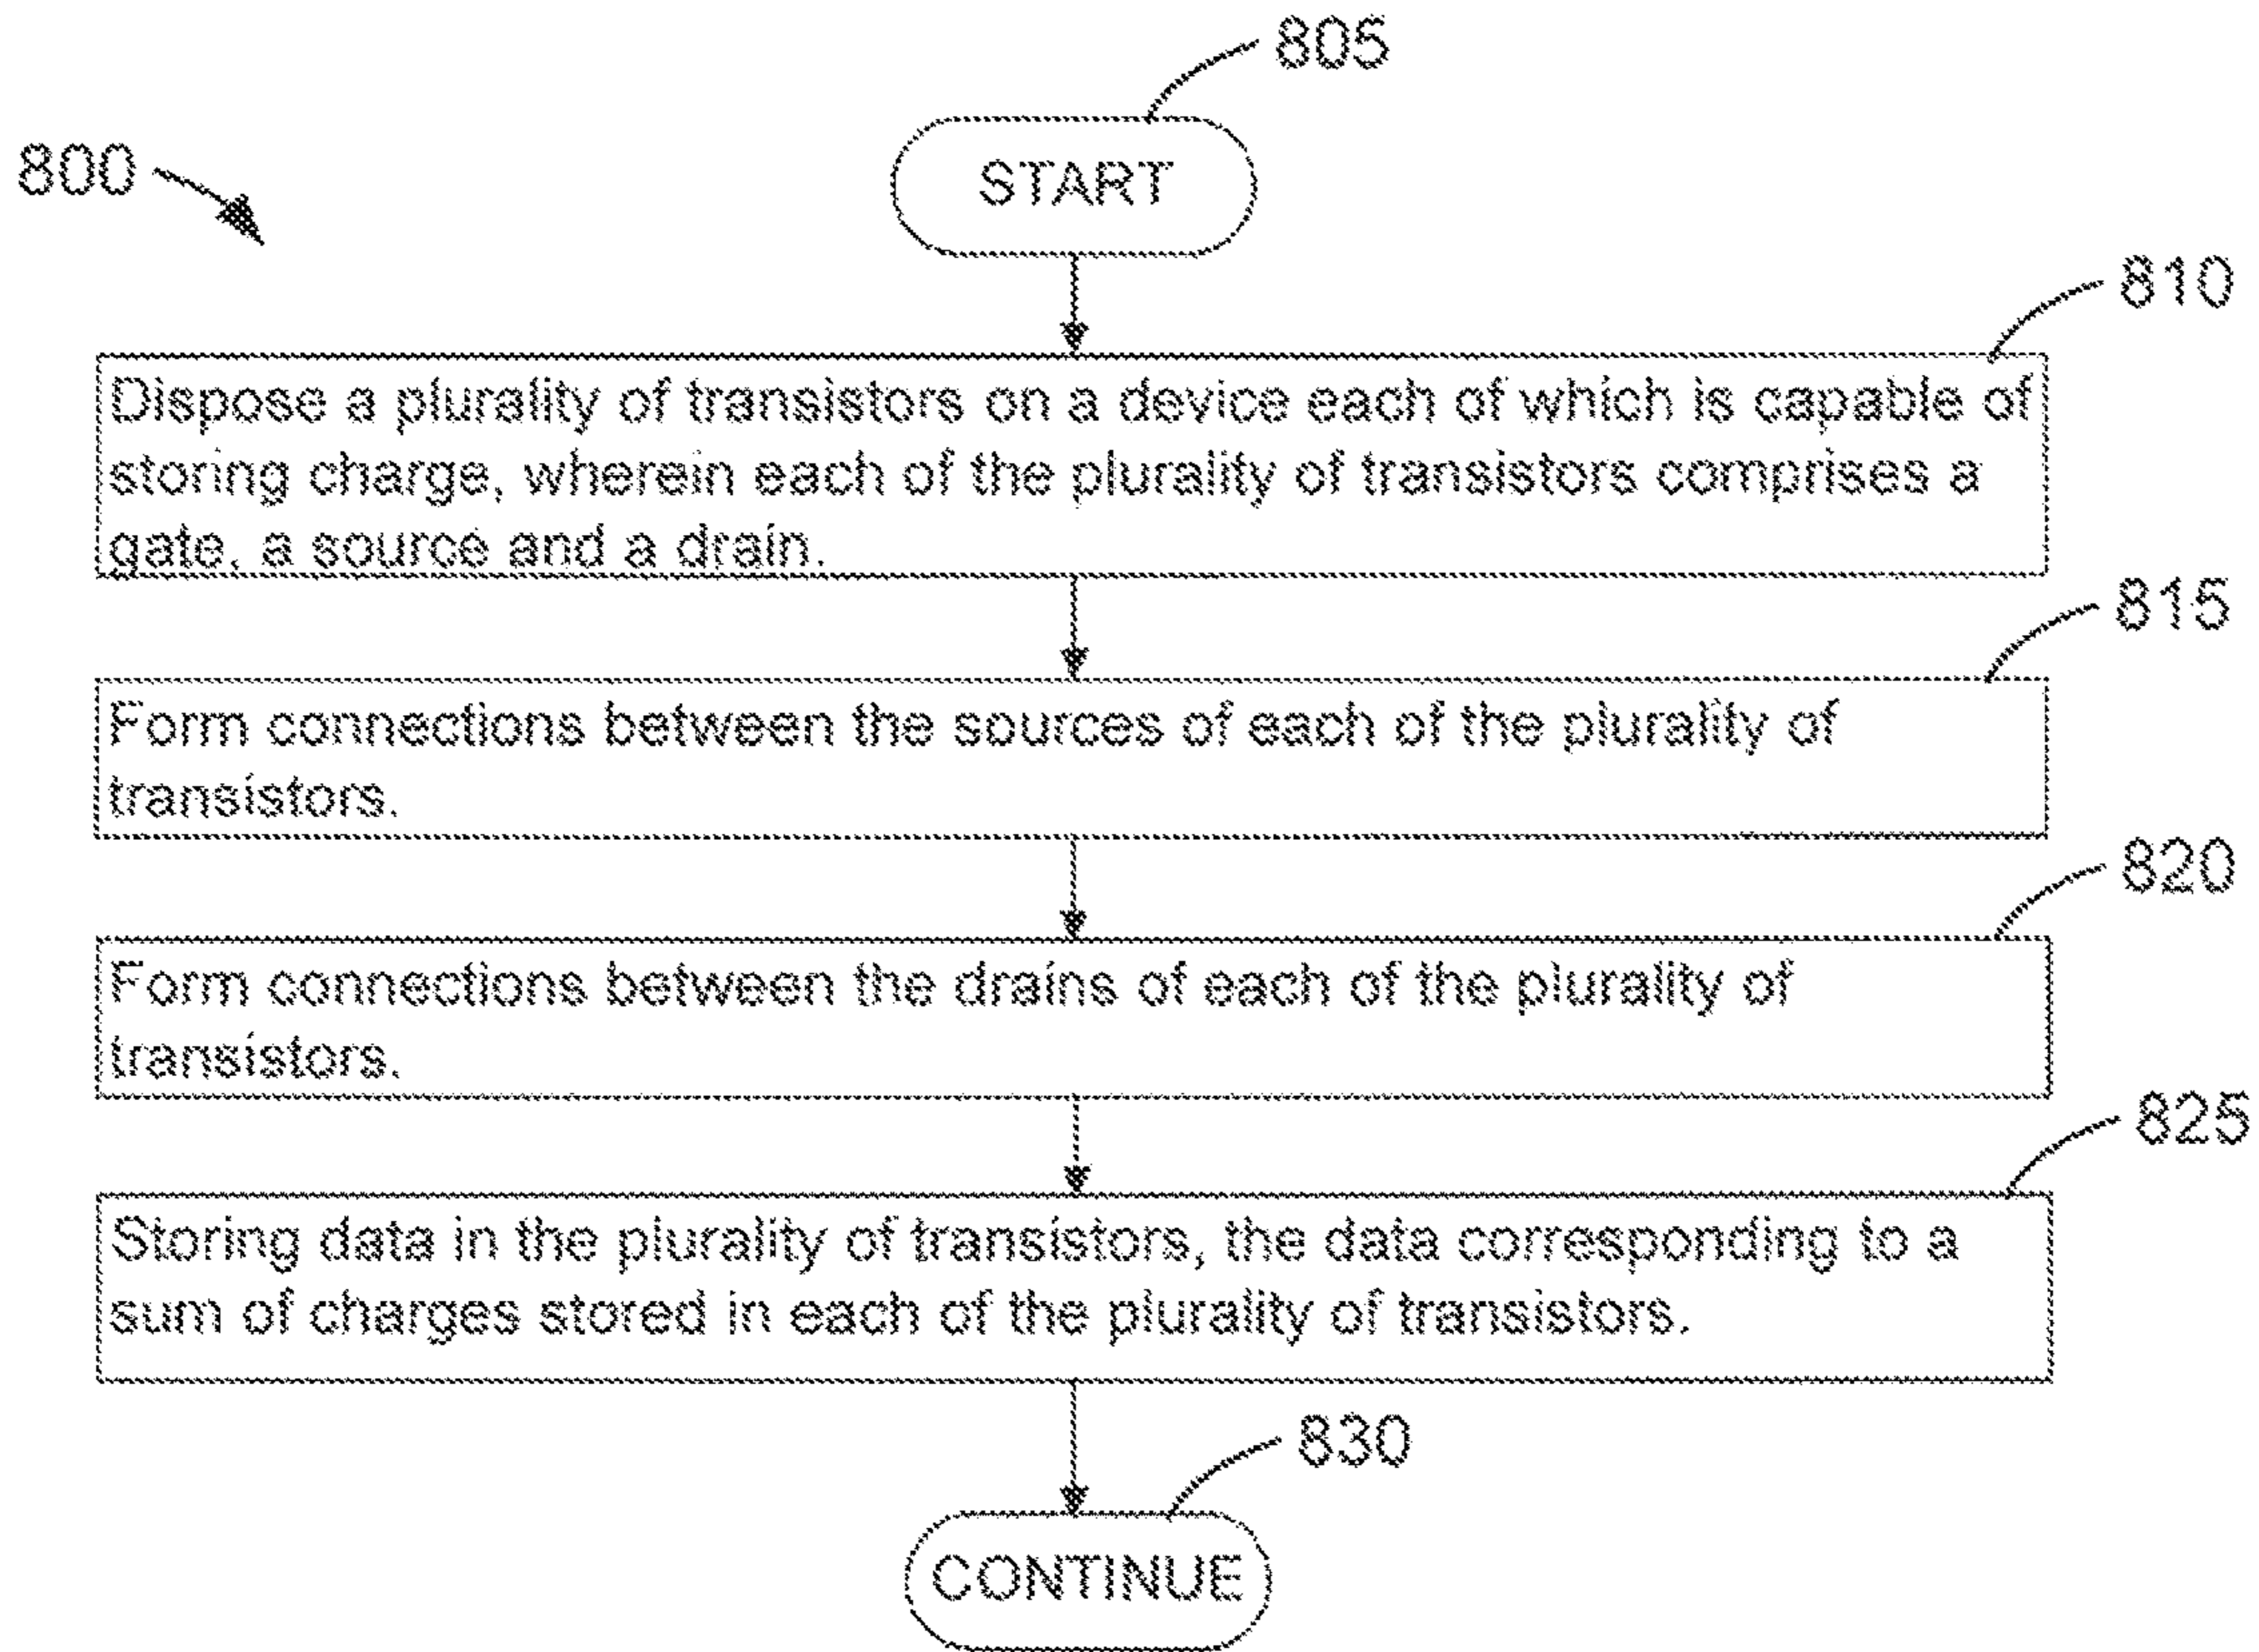 805
800
START
810
Dispose a plurality of transistors on a device each of which is capable of
storing charge, wherein each of the plurality of transistors comprises a
gate, a source and a drain.
815
Form connections between the sources of each of the plurality of
transistors.
820
Form connections between the drains of each of the plurality of
transistors.
825
Storing data in the plurality of transistors, the data corresponding to a
sum of charges stored in each of the plurality of transistors.
830
CONTINUE